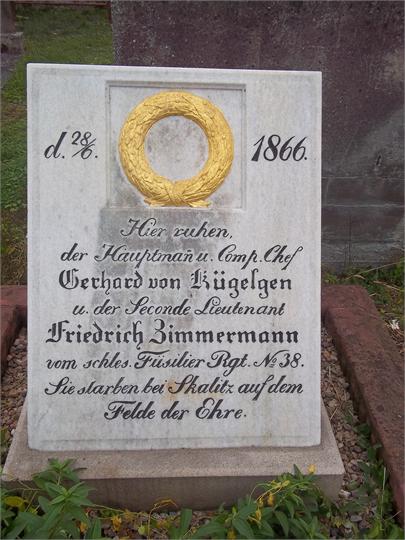 d. 28/6. 1866.
Hier ruhen,
der Hauptman̄ u. Comp. Chef
Gerhard von Kügelgen
u. der Seconde Lieutenant
Friedrich Zimmermann
vom schles. Füsilier Rgt. No 38.
Sie starben bei Skalitz auf dem
Felde der Ehre.